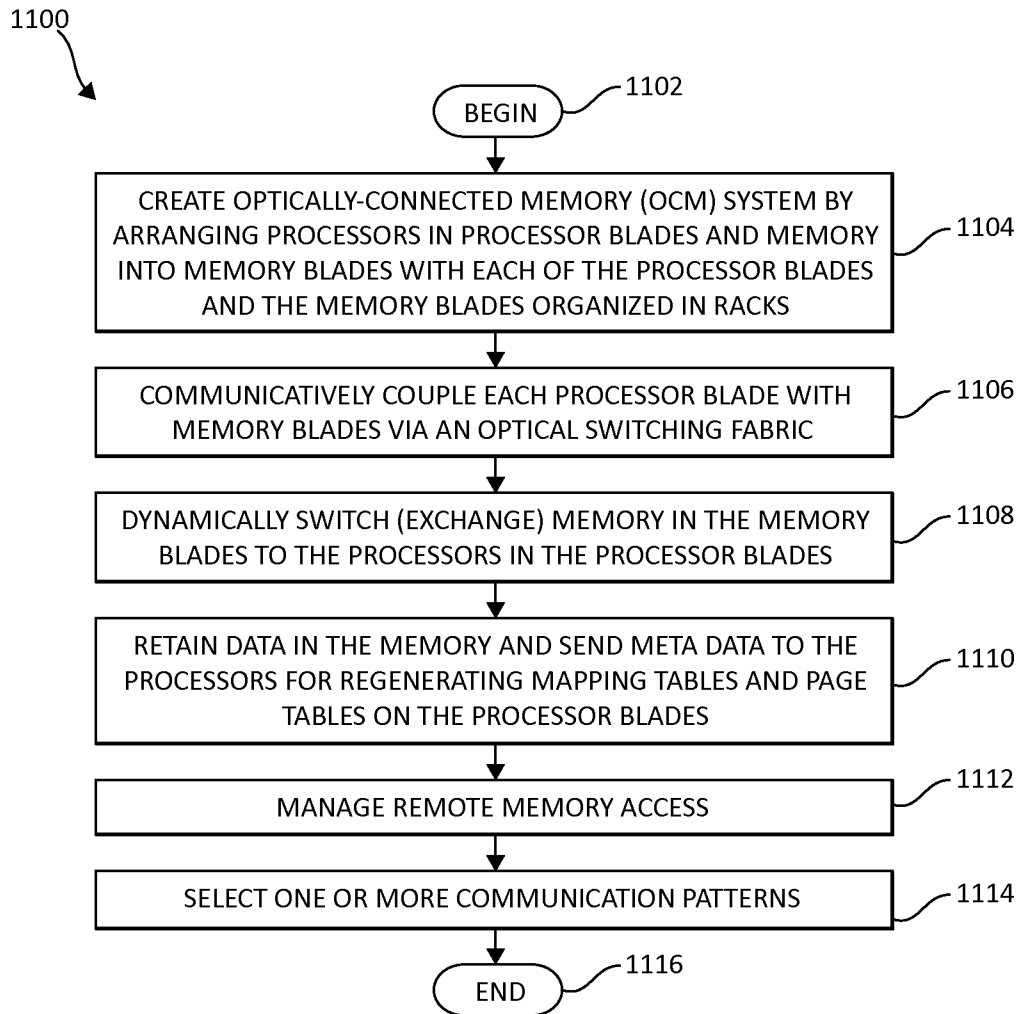 1100
BEGIN
1102
CREATE OPTICALLY-CONNECTED MEMORY (OCM) SYSTEM BY
ARRANGING PROCESSORS IN PROCESSOR BLADES AND MEMORY
INTO MEMORY BLADES WITH EACH OF THE PROCESSOR BLADES
AND THE MEMORY BLADES ORGANIZED IN RACKS
1104
COMMUNICATIVELY COUPLE EACH PROCESSOR BLADE WITH
MEMORY BLADES VIA AN OPTICAL SWITCHING FABRIC
1106
DYNAMICALLY SWITCH (EXCHANGE) MEMORY IN THE MEMORY
BLADES TO THE PROCESSORS IN THE PROCESSOR BLADES
1108
RETAIN DATA IN THE MEMORY AND SEND META DATA TO THE
PROCESSORS FOR REGENERATING MAPPING TABLES AND PAGE
TABLES ON THE PROCESSOR BLADES
1110
MANAGE REMOTE MEMORY ACCESS
1112
SELECT ONE OR MORE COMMUNICATION PATTERNS
1114
END
1116